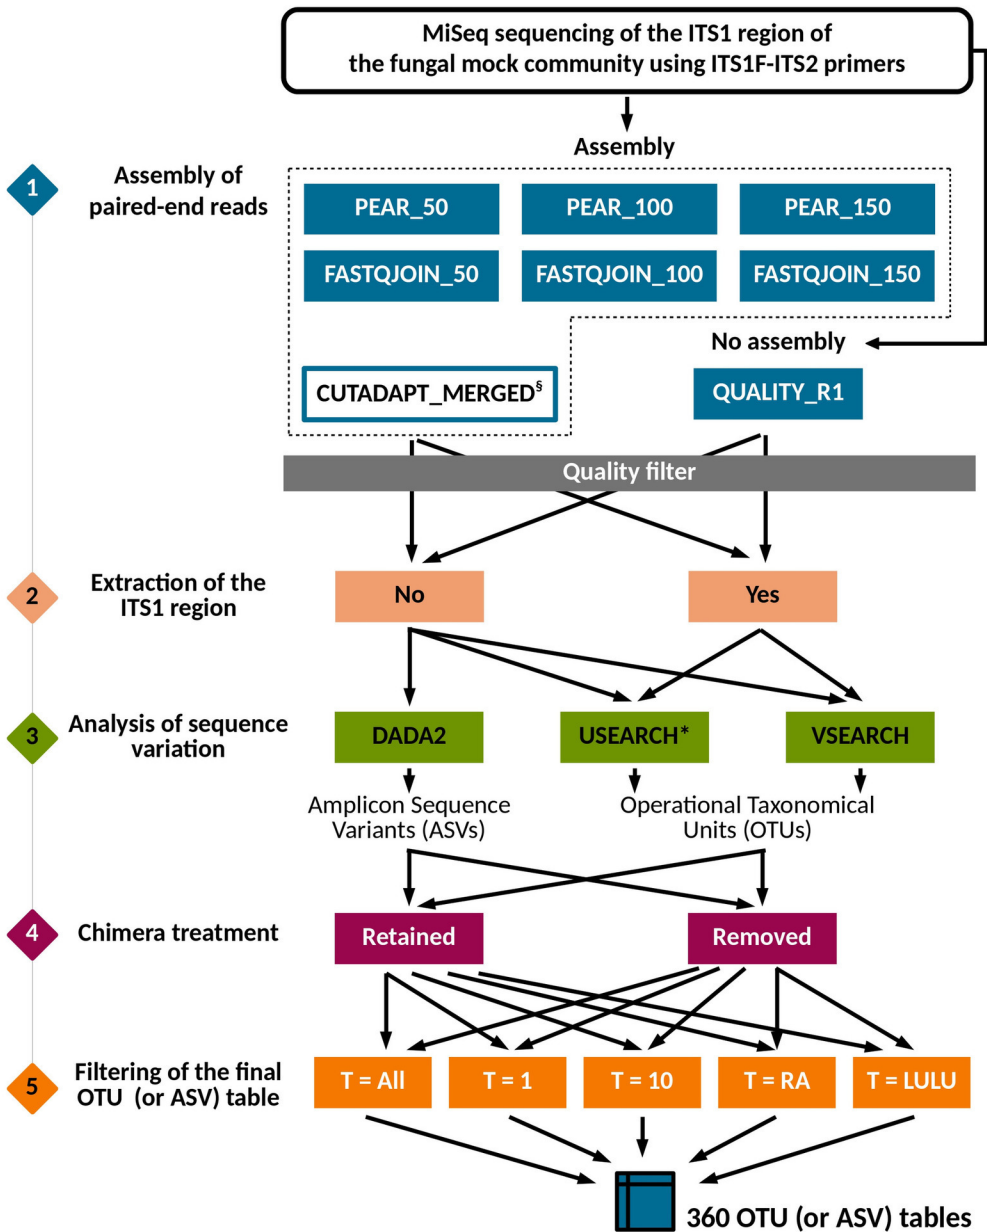 MiSeq sequencing of the ITS1 region of
the fungal mock community using ITS1F-ITS2 primers
Assembly
1
Assembly of
paired-end reads
PEAR_50
PEAR_100
PEAR_150
FASTQJOIN_50
FASTQJOIN_100
FASTQJOIN_150
No assembly
CUTADAPT_MERGED§
QUALITY_R1
Quality filter
2
Extraction of the
ITS1 region
No
Yes
3
Analysis of sequence
variation
DADA2
USEARCH*
VSEARCH
Amplicon Sequence
Variants (ASVs)
Operational Taxonomical
Units (OTUs)
4
Chimera treatment
Retained
Removed
5
Filtering of the final
OTU (or ASV) table
T = All
T = 1
T = 10
T = RA
T = LULU
360 OTU (or ASV) tables